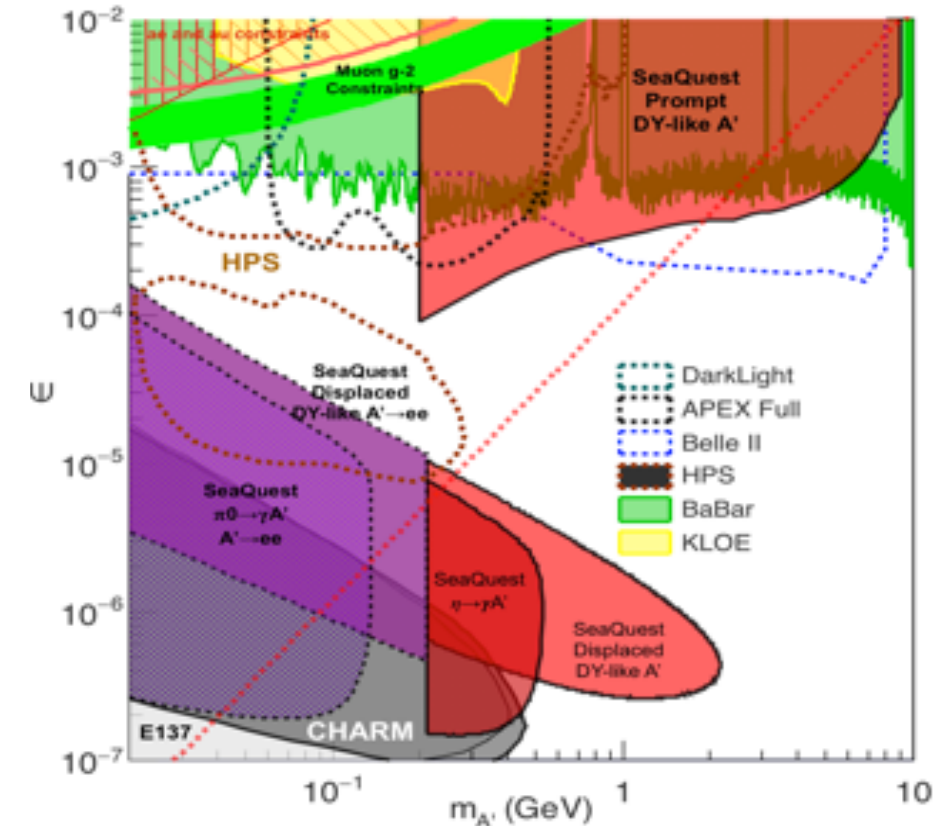 10⁻²
ae and aμ constraints
Muon g-2
Constraints
SeaQuest
Prompt
DY-like A'
10⁻³
HPS
10⁻⁴
SeaQuest
Displaced
DY-like A'→ee
DarkLight
APEX Full
Belle II
HPS
BaBar
KLOE
∈
10⁻⁵
SeaQuest
π0→γA'
A'→ee
SeaQuest
η→γA'
10⁻⁶
SeaQuest
Displaced
DY-like A'
E137
CHARM
10⁻⁷
10⁻¹
1
10
m_A' (GeV)